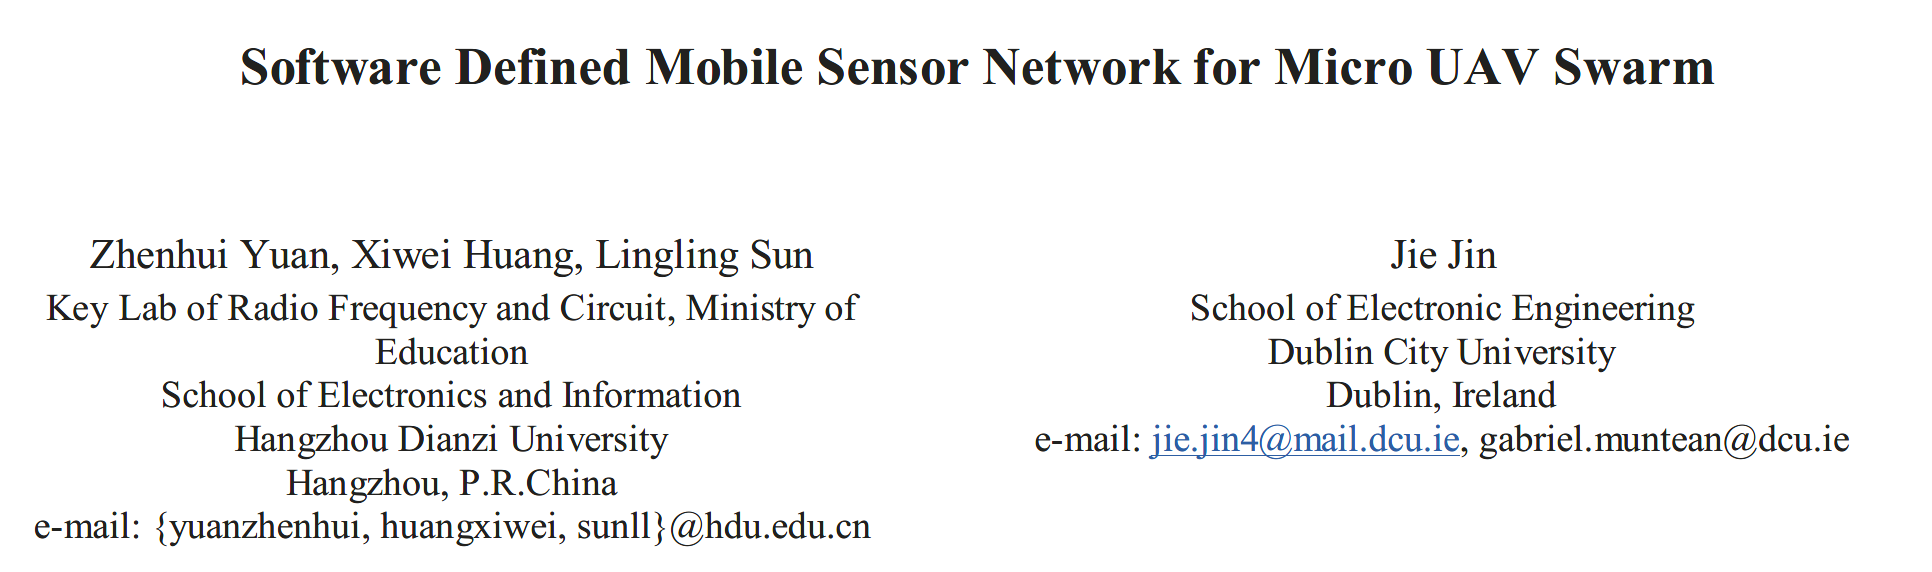 Software Defined Mobile Sensor Network for Micro UAV Swarm
Zhenhui Yuan, Xiwei Huang, Lingling Sun
Key Lab of Radio Frequency and Circuit, Ministry of
Education
School of Electronics and Information
Hangzhou Dianzi University
Hangzhou, P.R.China
e-mail: {yuanzhenhui, huangxiwei, sunll}@hdu.edu.cn
Jie Jin
School of Electronic Engineering
Dublin City University
Dublin, Ireland
e-mail: jie.jin4@mail.dcu.ie, gabriel.muntean@dcu.ie